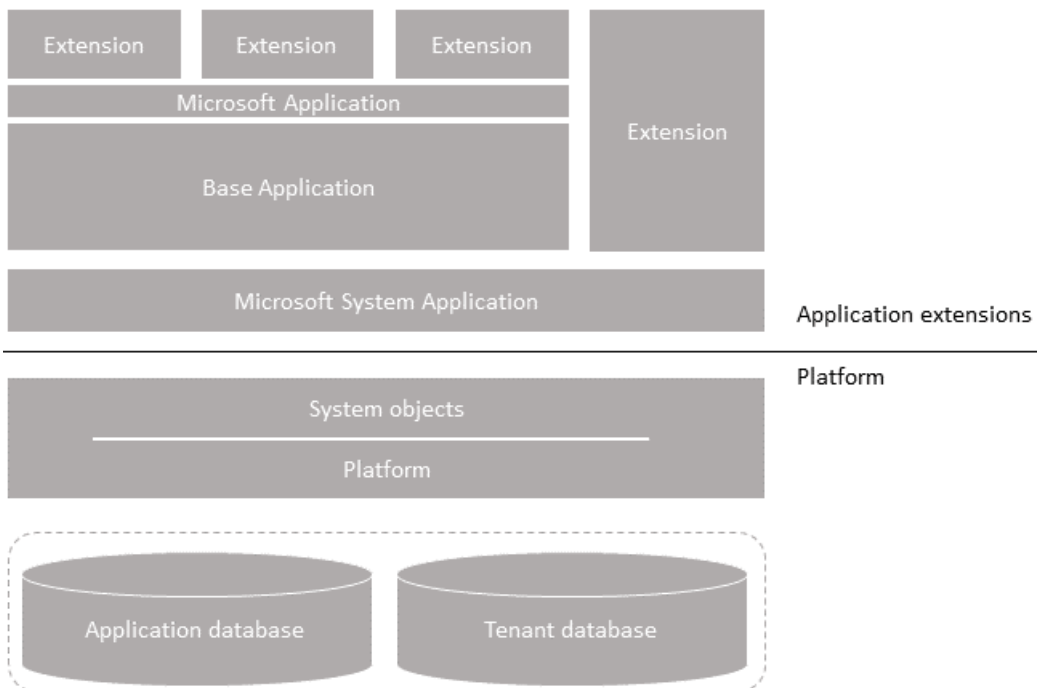 Extension
Extension
Extension
Microsoft Application
Extension
Base Application
Microsoft System Application
Application extensions
Platform
System objects
Platform
Application database
Tenant database